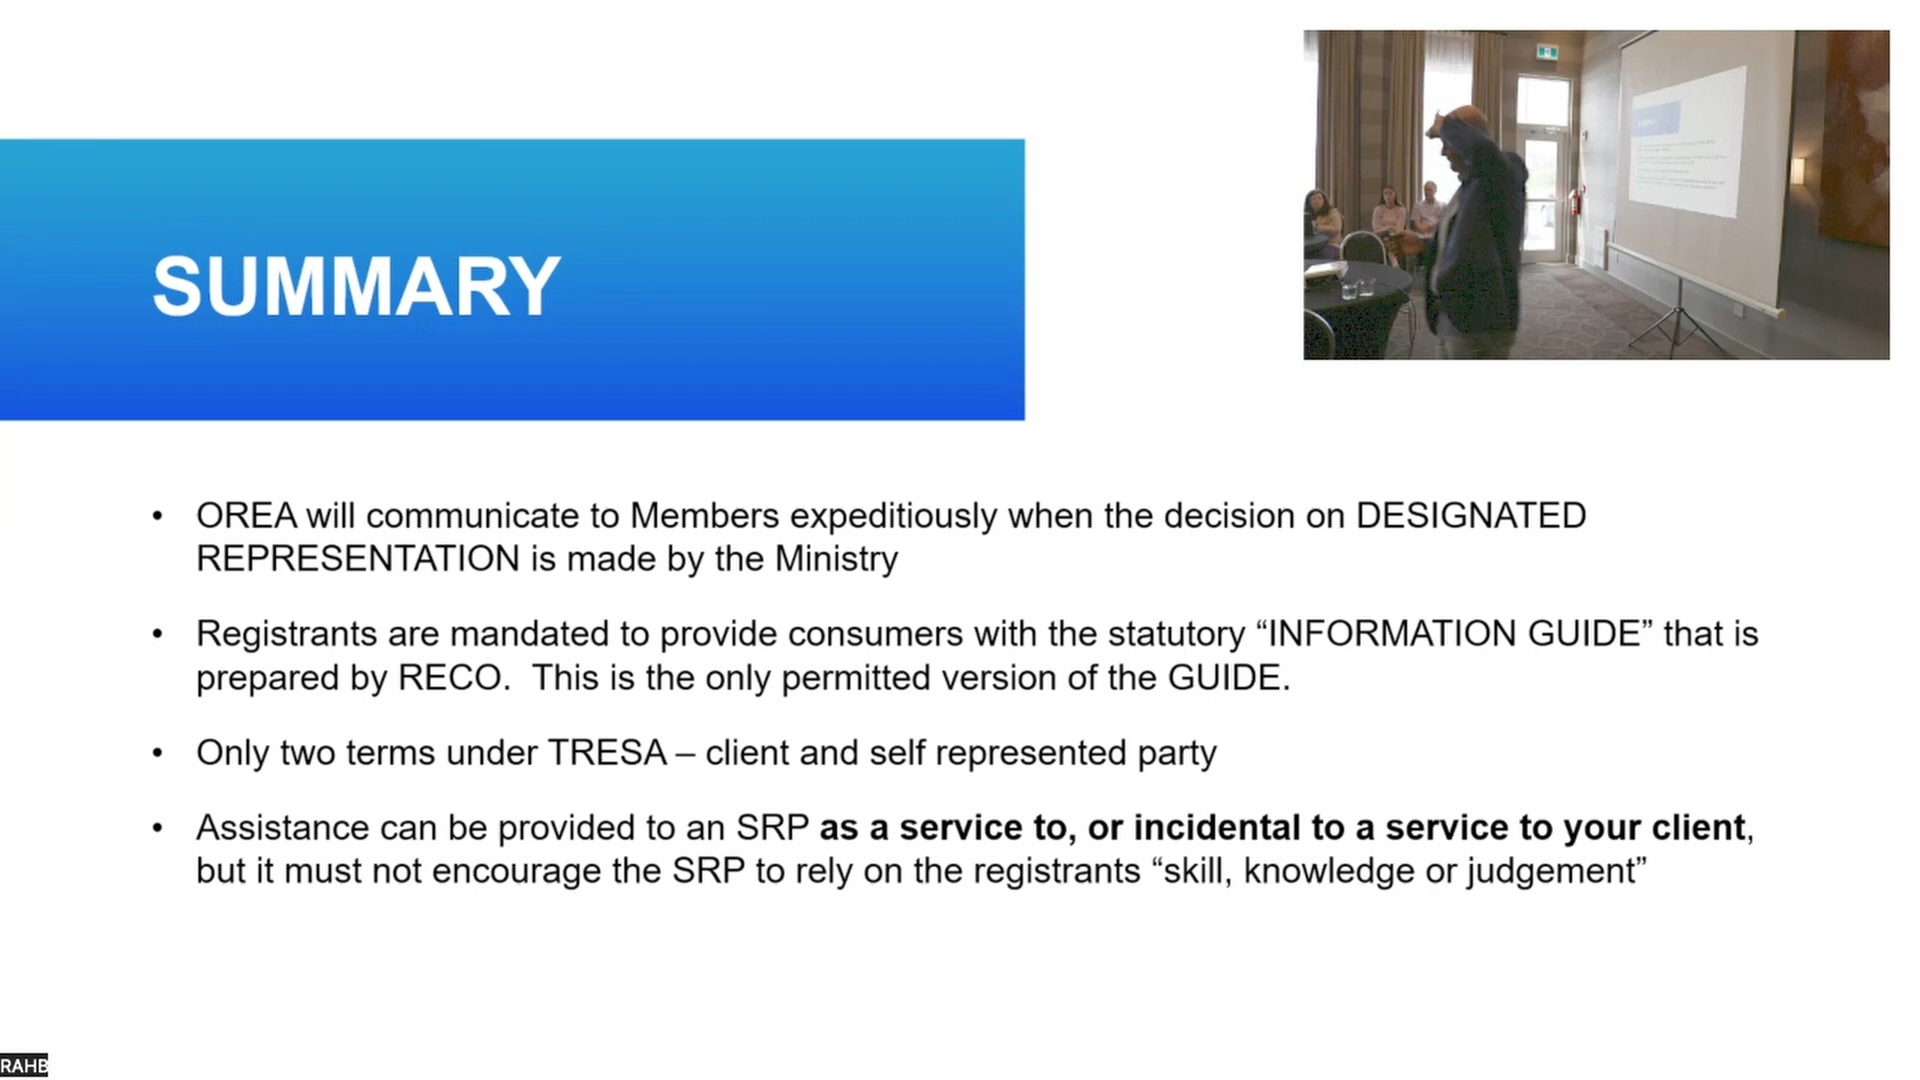 SUMMARY
• OREA will communicate to Members expeditiously when the decision on DESIGNATED
REPRESENTATION is made by the Ministry
• Registrants are mandated to provide consumers with the statutory “INFORMATION GUIDE” that is
prepared by RECO.  This is the only permitted version of the GUIDE.
• Only two terms under TRESA – client and self represented party
• Assistance can be provided to an SRP as a service to, or incidental to a service to your client,
but it must not encourage the SRP to rely on the registrants “skill, knowledge or judgement”
RAHB